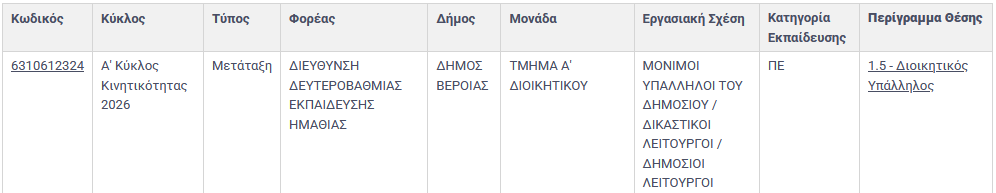 Κωδικός Κύκλος Τύπος Φορέας Δήμος Μονάδα Εργασιακή Σχέση Κατηγορία Εκπαίδευσης Περίγραμμα Θέσης
6310612324 Α' Κύκλος Μετάταξη ΔΙΕΥΘΥΝΣΗ ΔΗΜΟΣ ΤΜΗΜΑ Α' ΜΟΝΙΜΟΙ ΠΕ 1.5 - Διοικητικός
Κινητικότητας ΔΕΥΤΕΡΟΒΑΘΜΙΑΣ ΒΕΡΟΙΑΣ ΔΙΟΙΚΗΤΙΚΟΥ ΥΠΑΛΛΗΛΟΙ ΤΟΥ Υπάλληλος
2026 ΕΚΠΑΙΔΕΥΣΗΣ ΔΗΜΟΣΙΟΥ /
ΗΜΑΘΙΑΣ ΔΙΚΑΣΤΙΚΟΙ
ΛΕΙΤΟΥΡΓΟΙ /
ΔΗΜΟΣΙΟΙ
ΛΕΙΤΟΥΡΓΟΙ